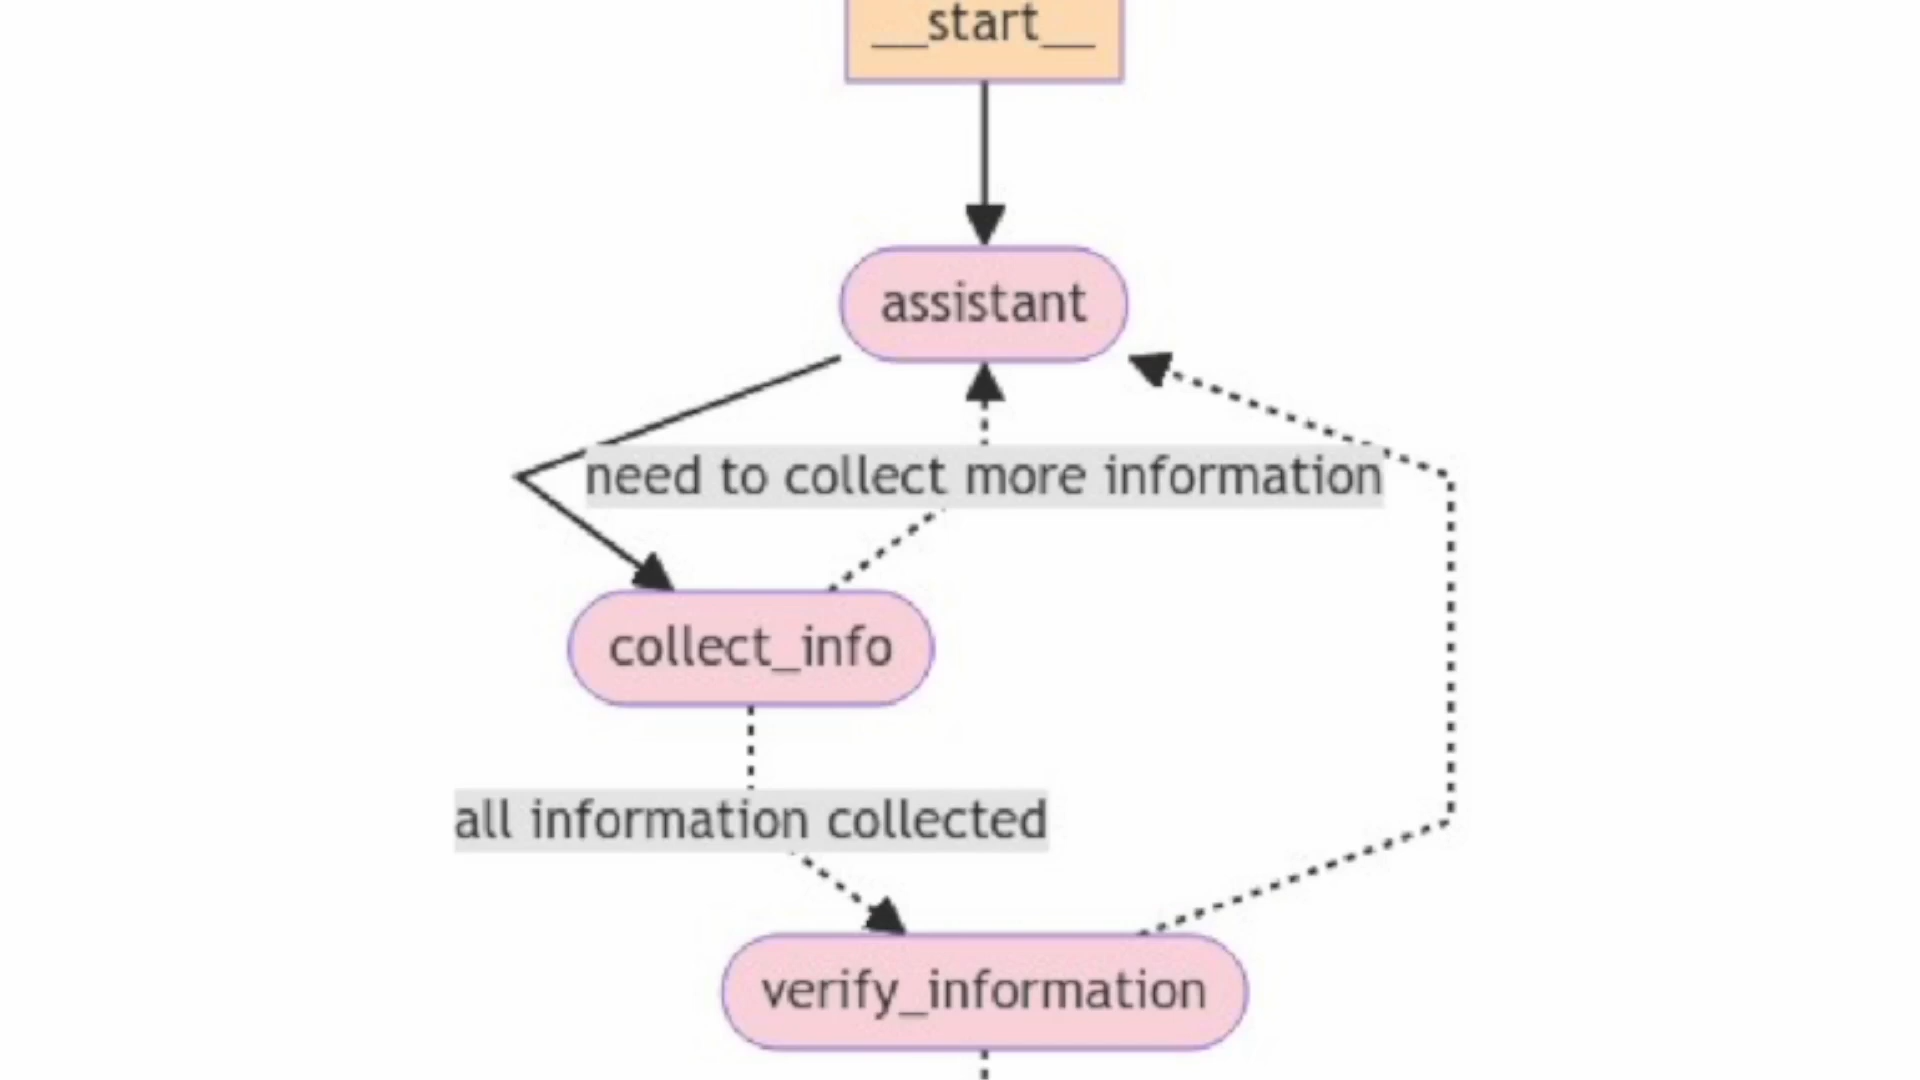 __start__
assistant
need to collect more information
collect_info
all information collected
verify_information